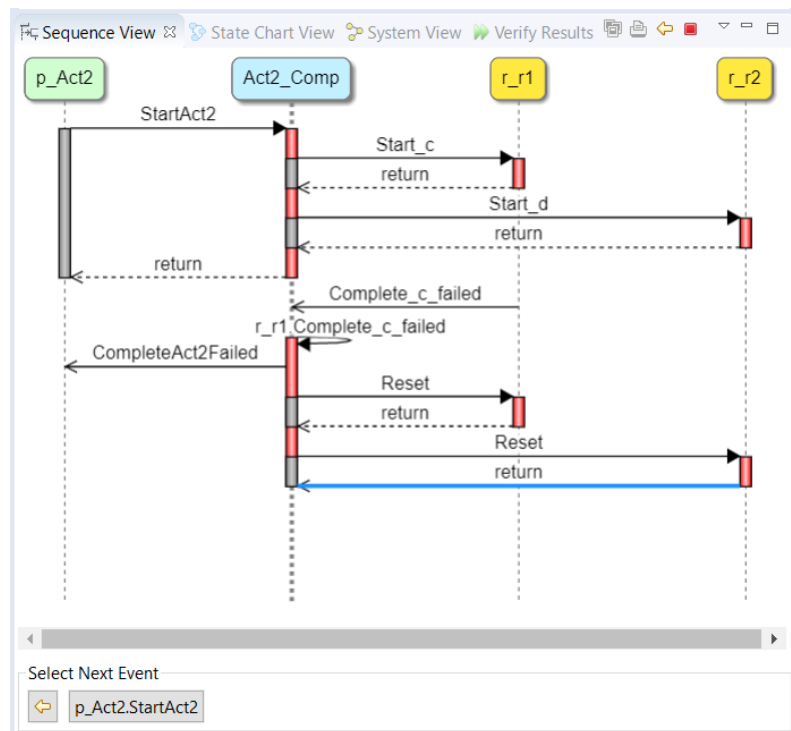 Sequence View State Chart View System View Verify Results
p_Act2 Act2_Comp r_r1 r_r2
StartAct2
Start_c
return
Start_d
return
return
Complete_c_failed
r_r1.Complete_c_failed
CompleteAct2Failed
Reset
return
Reset
return
Select Next Event
p_Act2.StartAct2